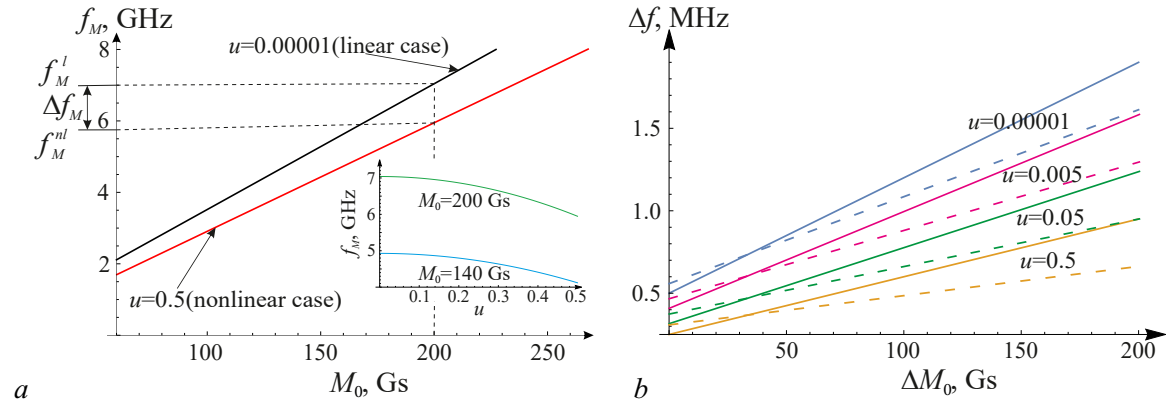 f_M, GHz
8
f_M^l
Δf_M
6
f_M^nl
4
2
u=0.00001(linear case)
u=0.5(nonlinear case)
7
6
5
f_M, GHz
M_0=200 Gs
M_0=140 Gs
0.1 0.2 0.3 0.4 0.5
u
100 150 200 250
M_0, Gs
a
Δf, MHz
1.5
1.0
0.5
u=0.00001
u=0.005
u=0.05
u=0.5
50 100 150 200
ΔM_0, Gs
b